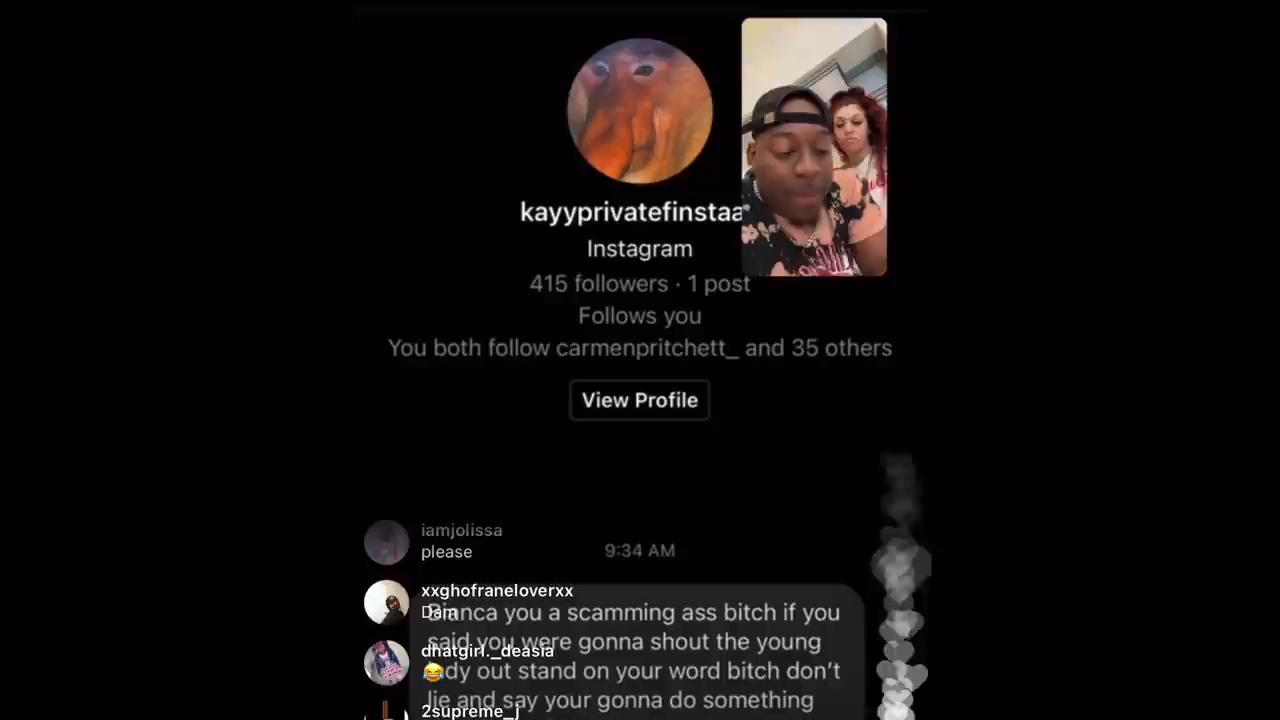 kayyprivatefinstaa
Instagram
415 followers · 1 post
Follows you
You both follow carmenpritchett_ and 35 others
View Profile
iamjolissa
please
9:34 AM
xxghofraneloverxx
Dam
Bianca you a scamming ass bitch if you
said you were gonna shout the young
dhatgirl._deasia
😂
lady out stand on your word bitch don't
lie and say your gonna do something
2supreme_j